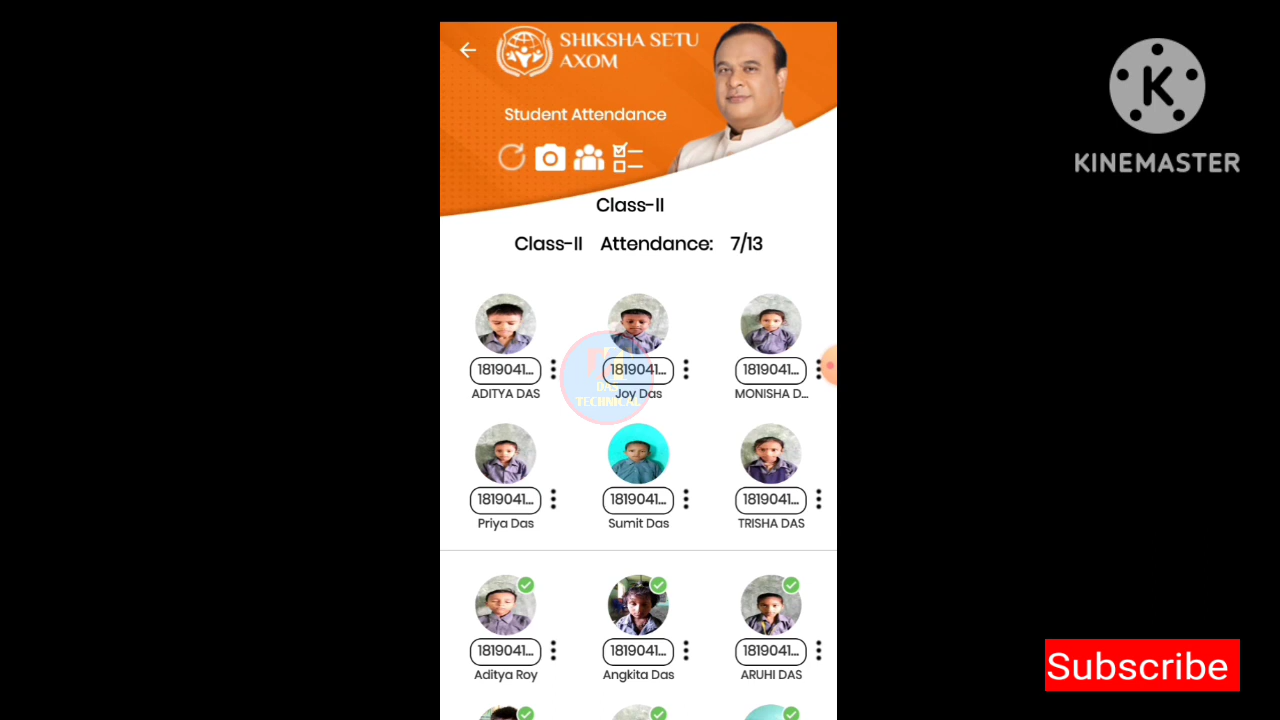 SHIKSHA SETU
AXOM
Student Attendance
Class-II
Class-II Attendance: 7/13
1819041... 1819041... 1819041...
ADITYA DAS Joy Das MONISHA D...
DAS
TECHNICAL
1819041... 1819041... 1819041...
Priya Das Sumit Das TRISHA DAS
1819041... 1819041... 1819041...
Aditya Roy Angkita Das ARUHI DAS
K
KINEMASTER
Subscribe